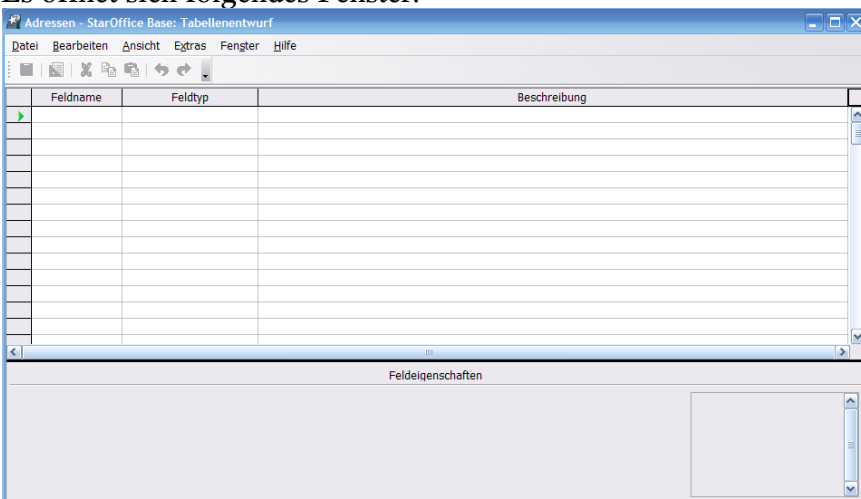 Es öffnet sich folgendes Fenster:
Adressen - StarOffice Base: Tabellenentwurf
Datei Bearbeiten Ansicht Extras Fenster Hilfe
Feldname Feldtyp Beschreibung
Feldeigenschaften